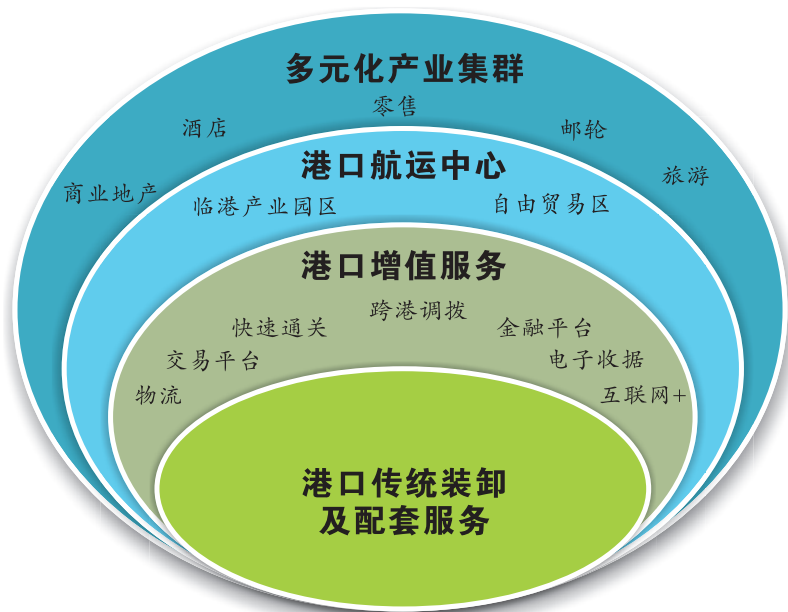 多元化产业集群
零售
酒店
邮轮
商业地产
旅游
港口航运中心
临港产业园区
自由贸易区
港口增值服务
跨港调拨
快速通关
金融平台
交易平台
电子收据
物流
互联网+
港口传统装卸
及配套服务